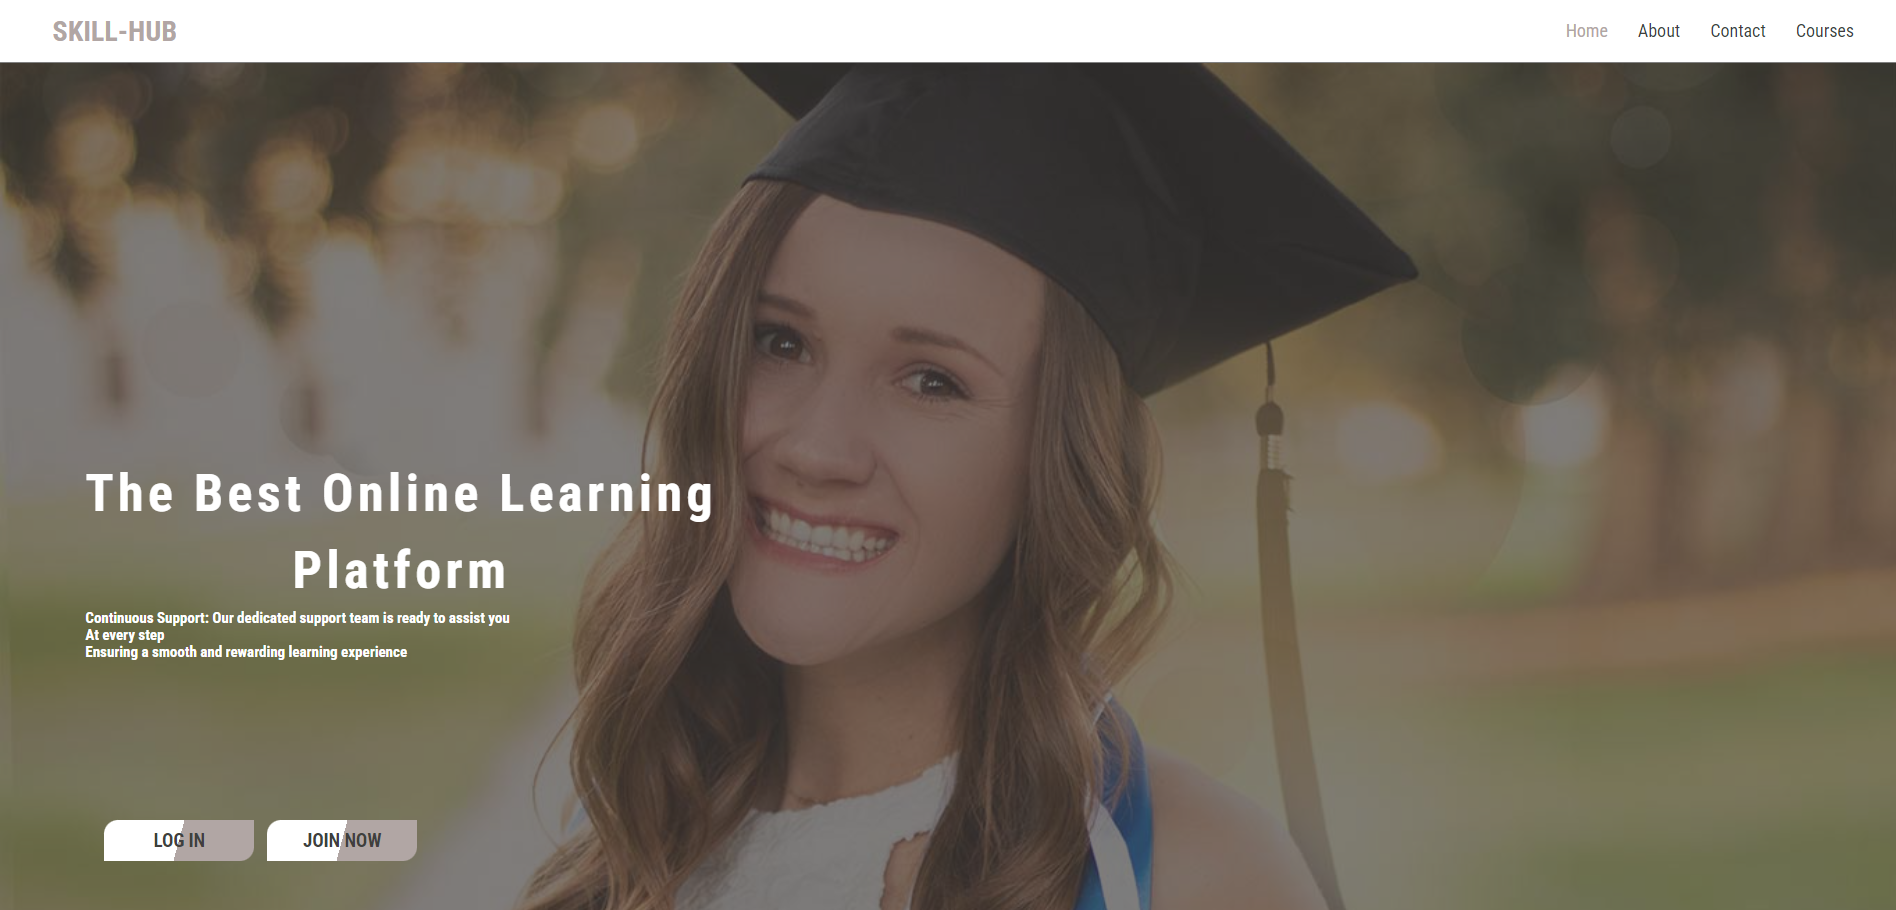 SKILL-HUB
Home About Contact Courses
The Best Online Learning
Platform
Continuous Support: Our dedicated support team is ready to assist you
At every step
Ensuring a smooth and rewarding learning experience
LOG IN JOIN NOW